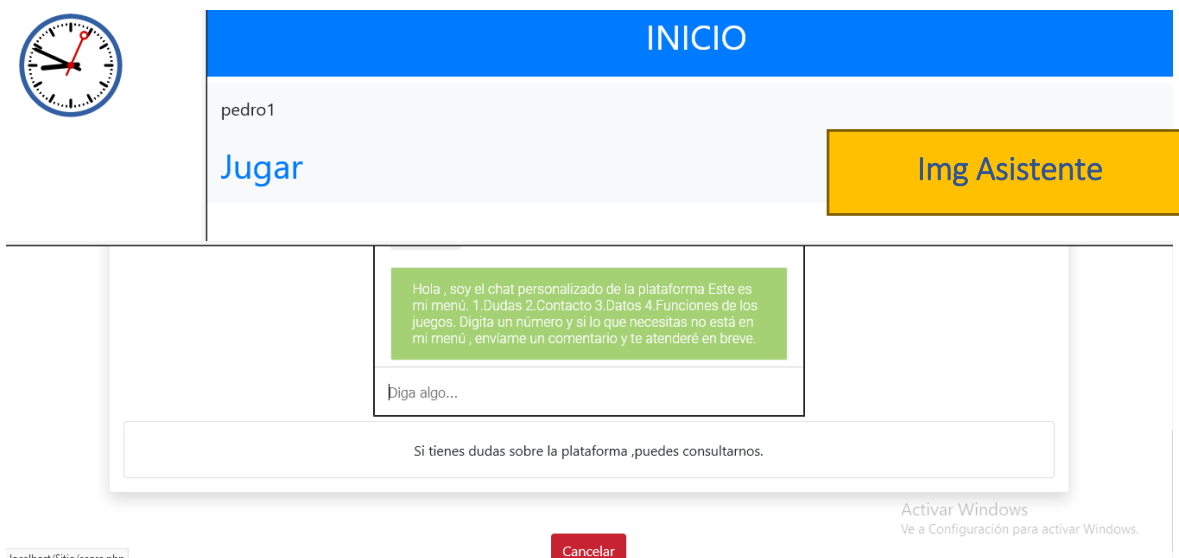 INICIO
pedro1
Jugar
Img Asistente
Hola , soy el chat personalizado de la plataforma Este es
mi menú. 1.Dudas 2.Contacto 3.Datos 4.Funciones de los
juegos. Digita un número y si lo que necesitas no está en
mi menú , envíame un comentario y te atenderé en breve.
Diga algo...
Si tienes dudas sobre la plataforma ,puedes consultarnos.
Activar Windows
Ve a Configuración para activar Windows.
Cancelar